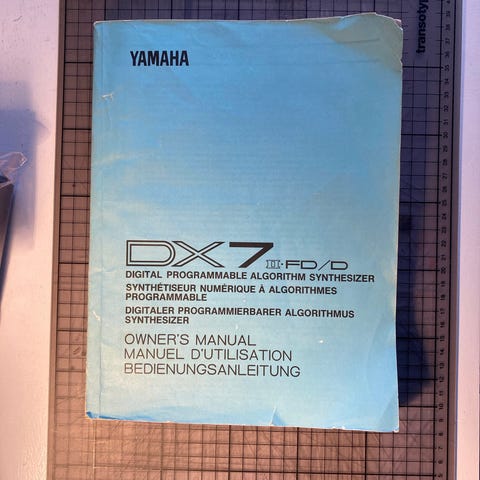 YAMAHA
transotyp
DX7 II·FD/D
DIGITAL PROGRAMMABLE ALGORITHM SYNTHESIZER
SYNTHÉTISEUR NUMÉRIQUE À ALGORITHMES
PROGRAMMABLE
DIGITALER PROGRAMMIERBARER ALGORITHMUS
SYNTHESIZER
OWNER'S MANUAL
MANUEL D'UTILISATION
BEDIENUNGSANLEITUNG